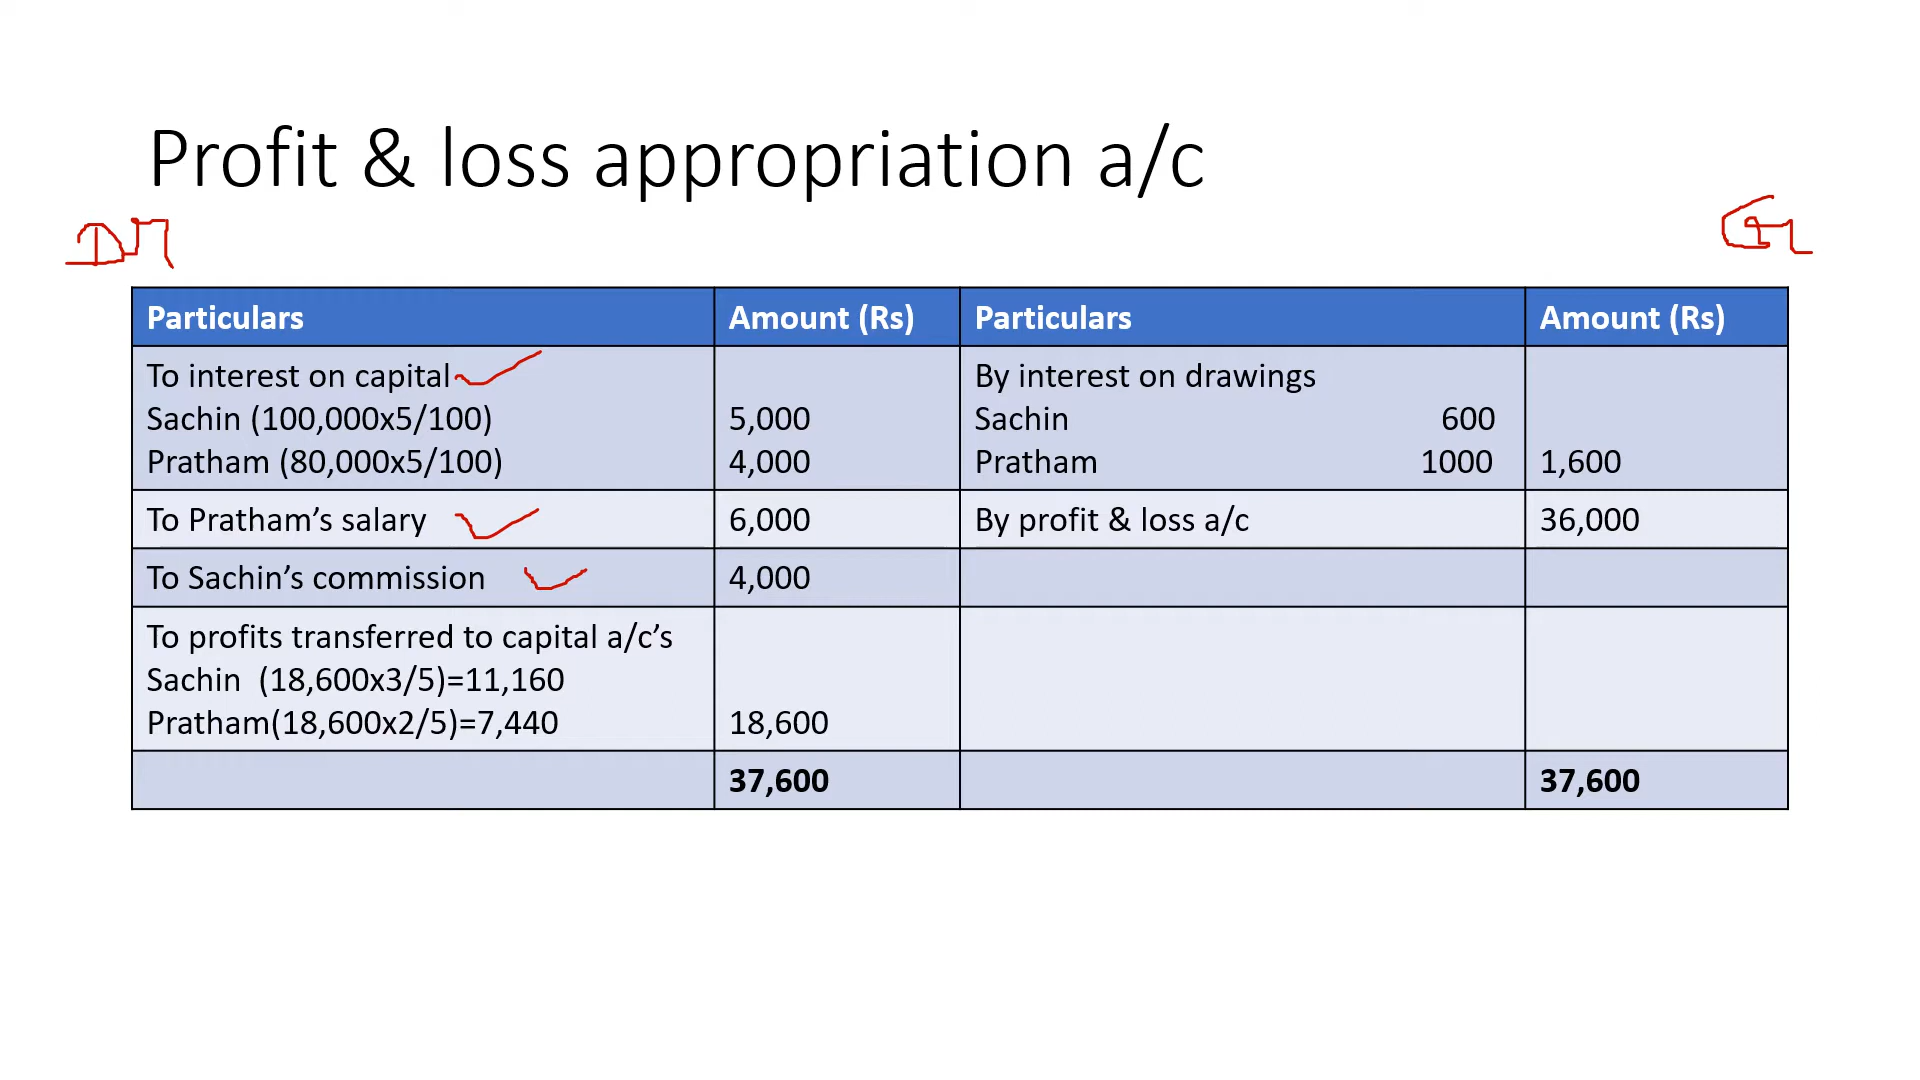 Profit & loss appropriation a/c
Dr
Cr
Particulars Amount (Rs) Particulars Amount (Rs)
To interest on capital By interest on drawings
Sachin (100,000x5/100) 5,000 Sachin 600
Pratham (80,000x5/100) 4,000 Pratham 1000 1,600
To Pratham’s salary 6,000 By profit & loss a/c 36,000
To Sachin’s commission 4,000
To profits transferred to capital a/c’s
Sachin (18,600x3/5)=11,160
Pratham(18,600x2/5)=7,440 18,600
37,600 37,600